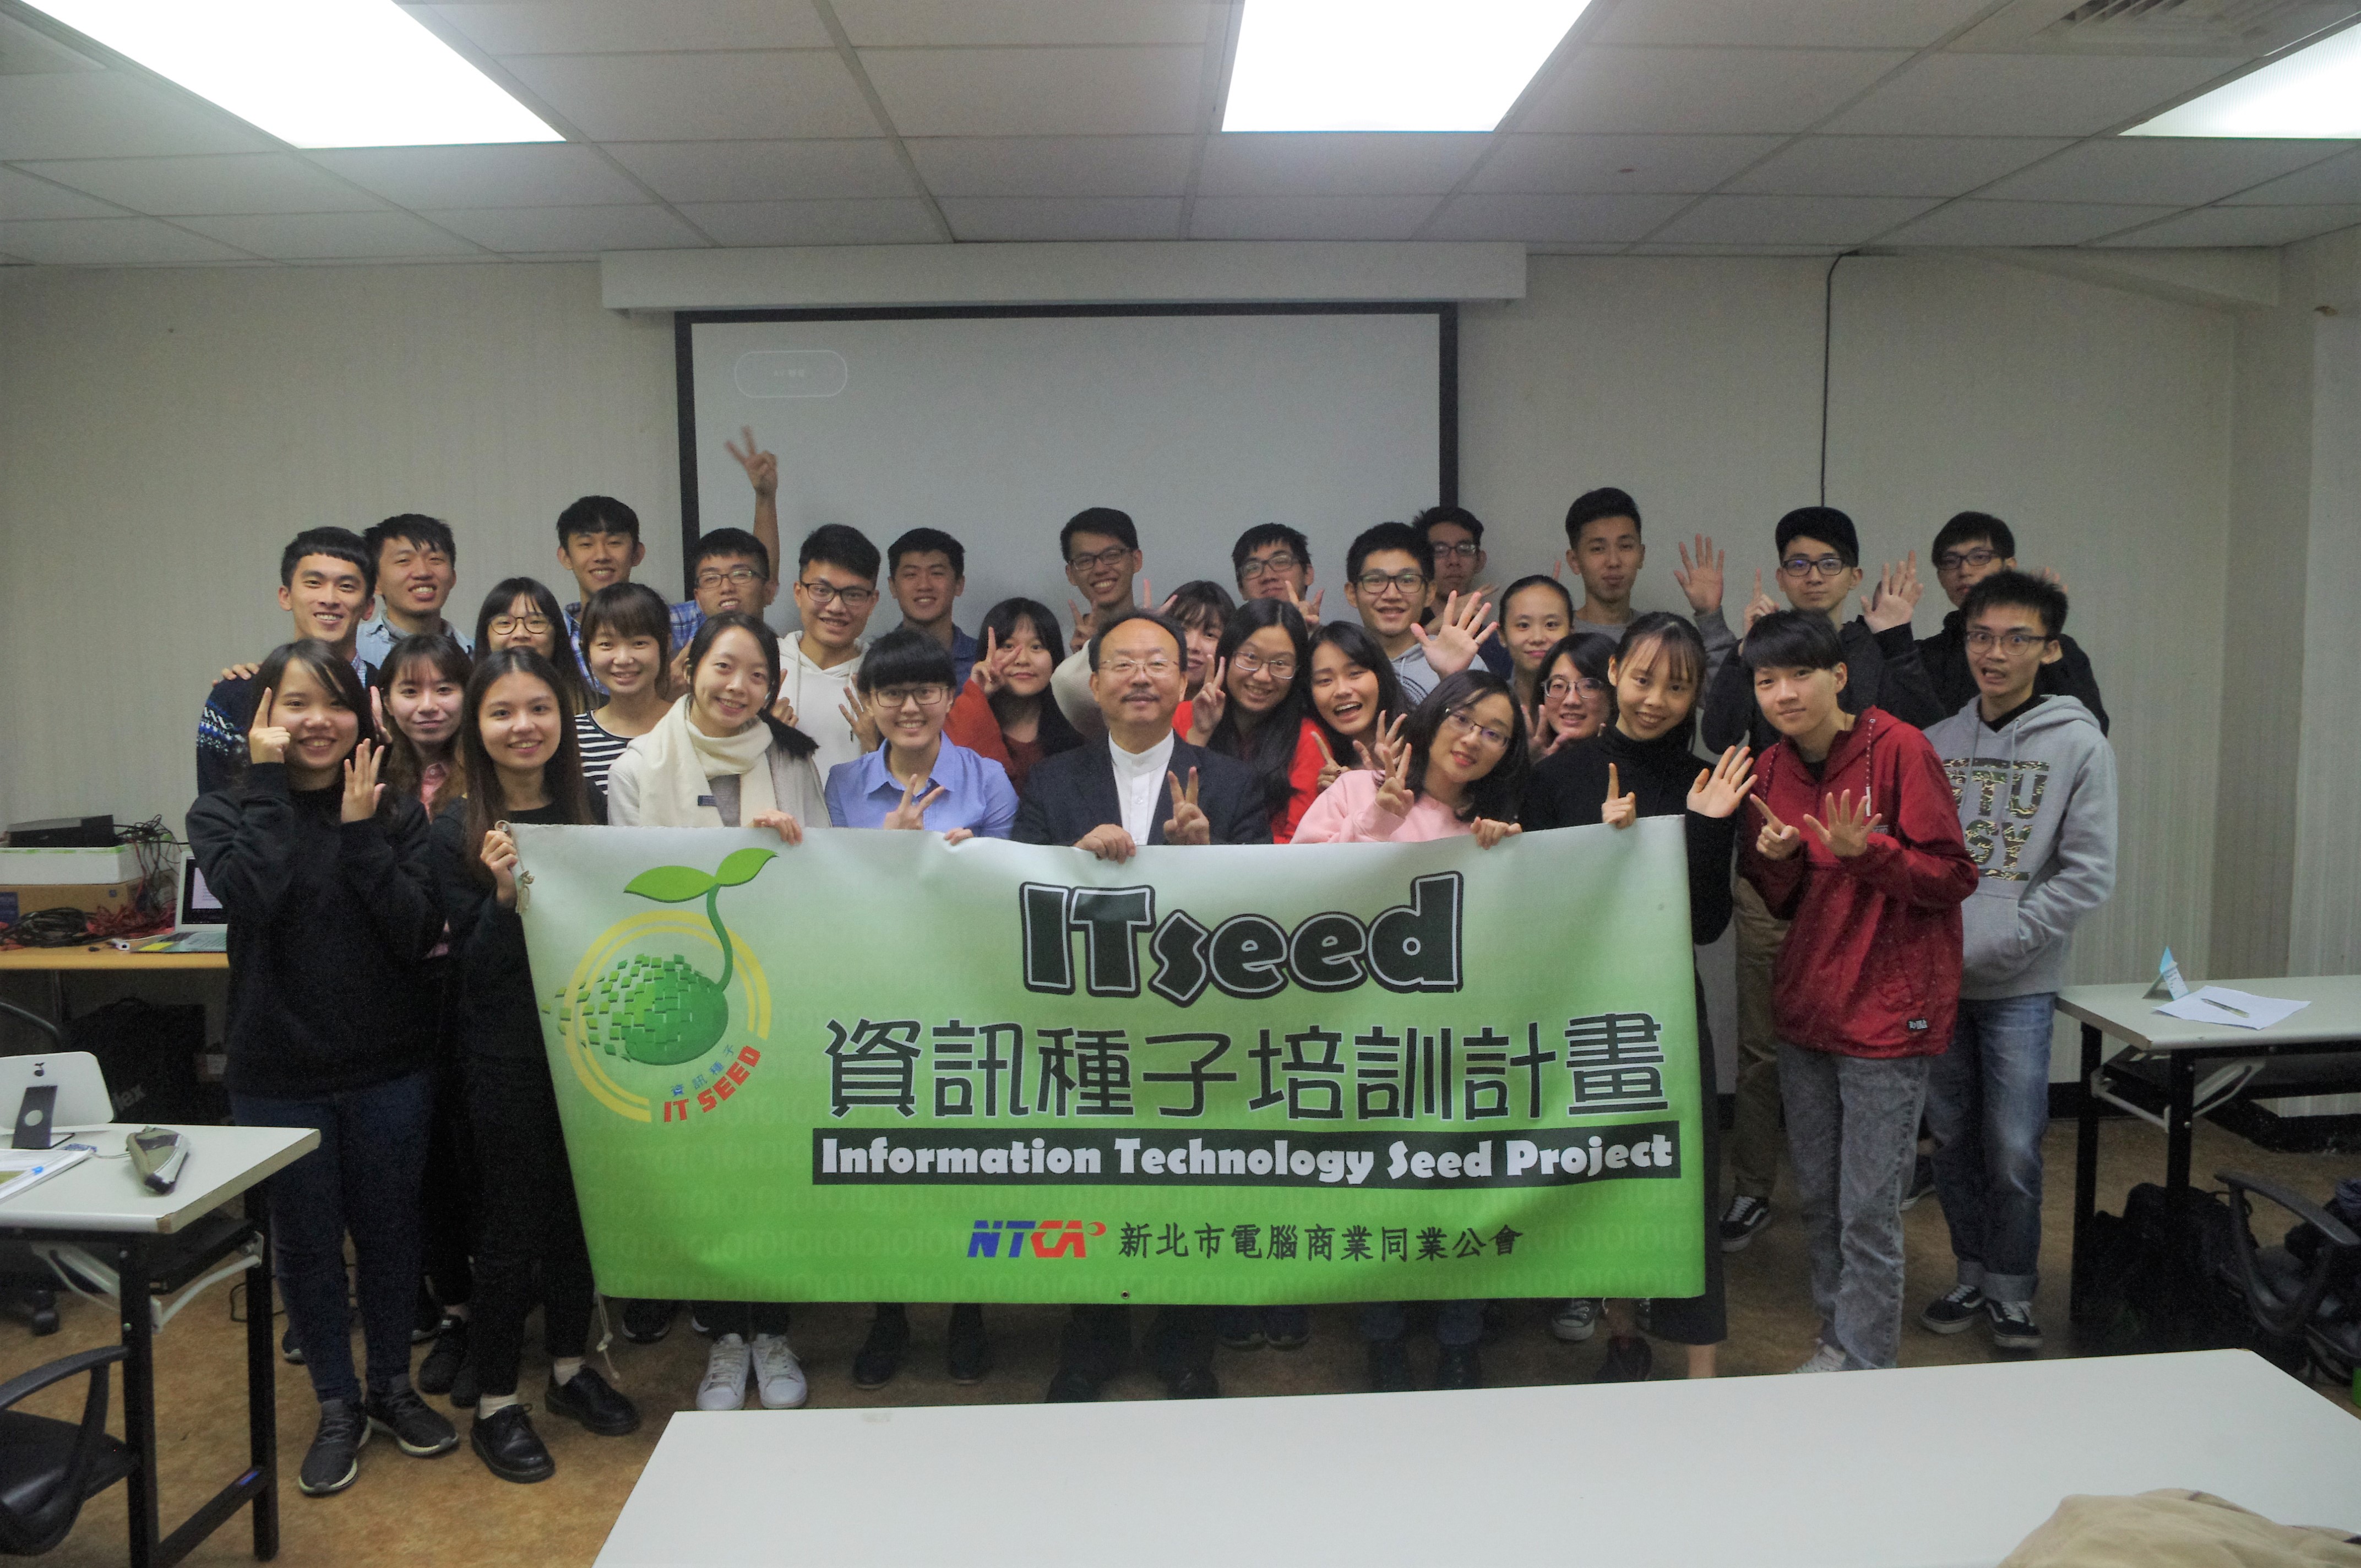 ITseed
資訊種子培訓計畫
Information Technology Seed Project
資訊種子
IT SEED
NTCA 新北市電腦商業同業公會